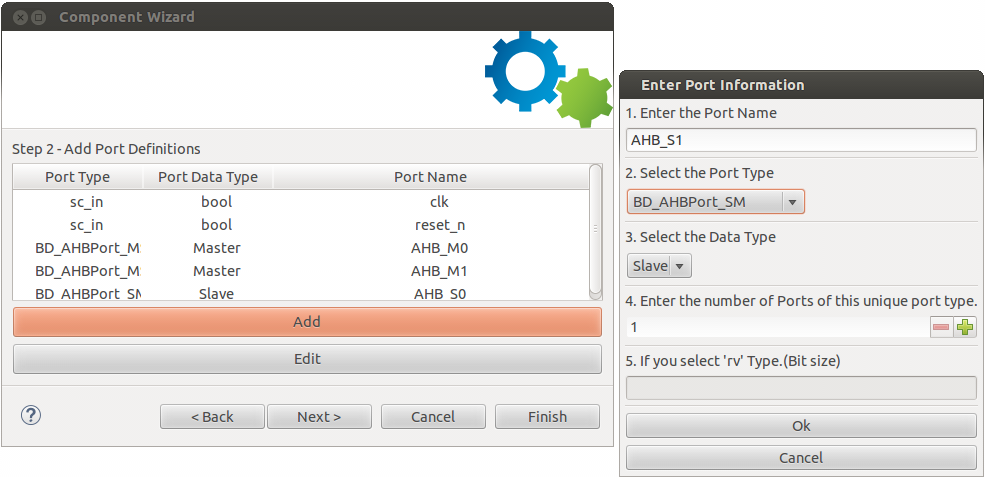 Component Wizard
Step 2 - Add Port Definitions
Port Type Port Data Type Port Name
sc_in bool clk
sc_in bool reset_n
BD_AHBPort_MS Master AHB_M0
BD_AHBPort_MS Master AHB_M1
BD_AHBPort_SM Slave AHB_S0
Add
Edit
? < Back Next > Cancel Finish
Enter Port Information
1. Enter the Port Name
AHB_S1
2. Select the Port Type
BD_AHBPort_SM
3. Select the Data Type
Slave
4. Enter the number of Ports of this unique port type.
1
5. If you select 'rv' Type.(Bit size)
Ok
Cancel